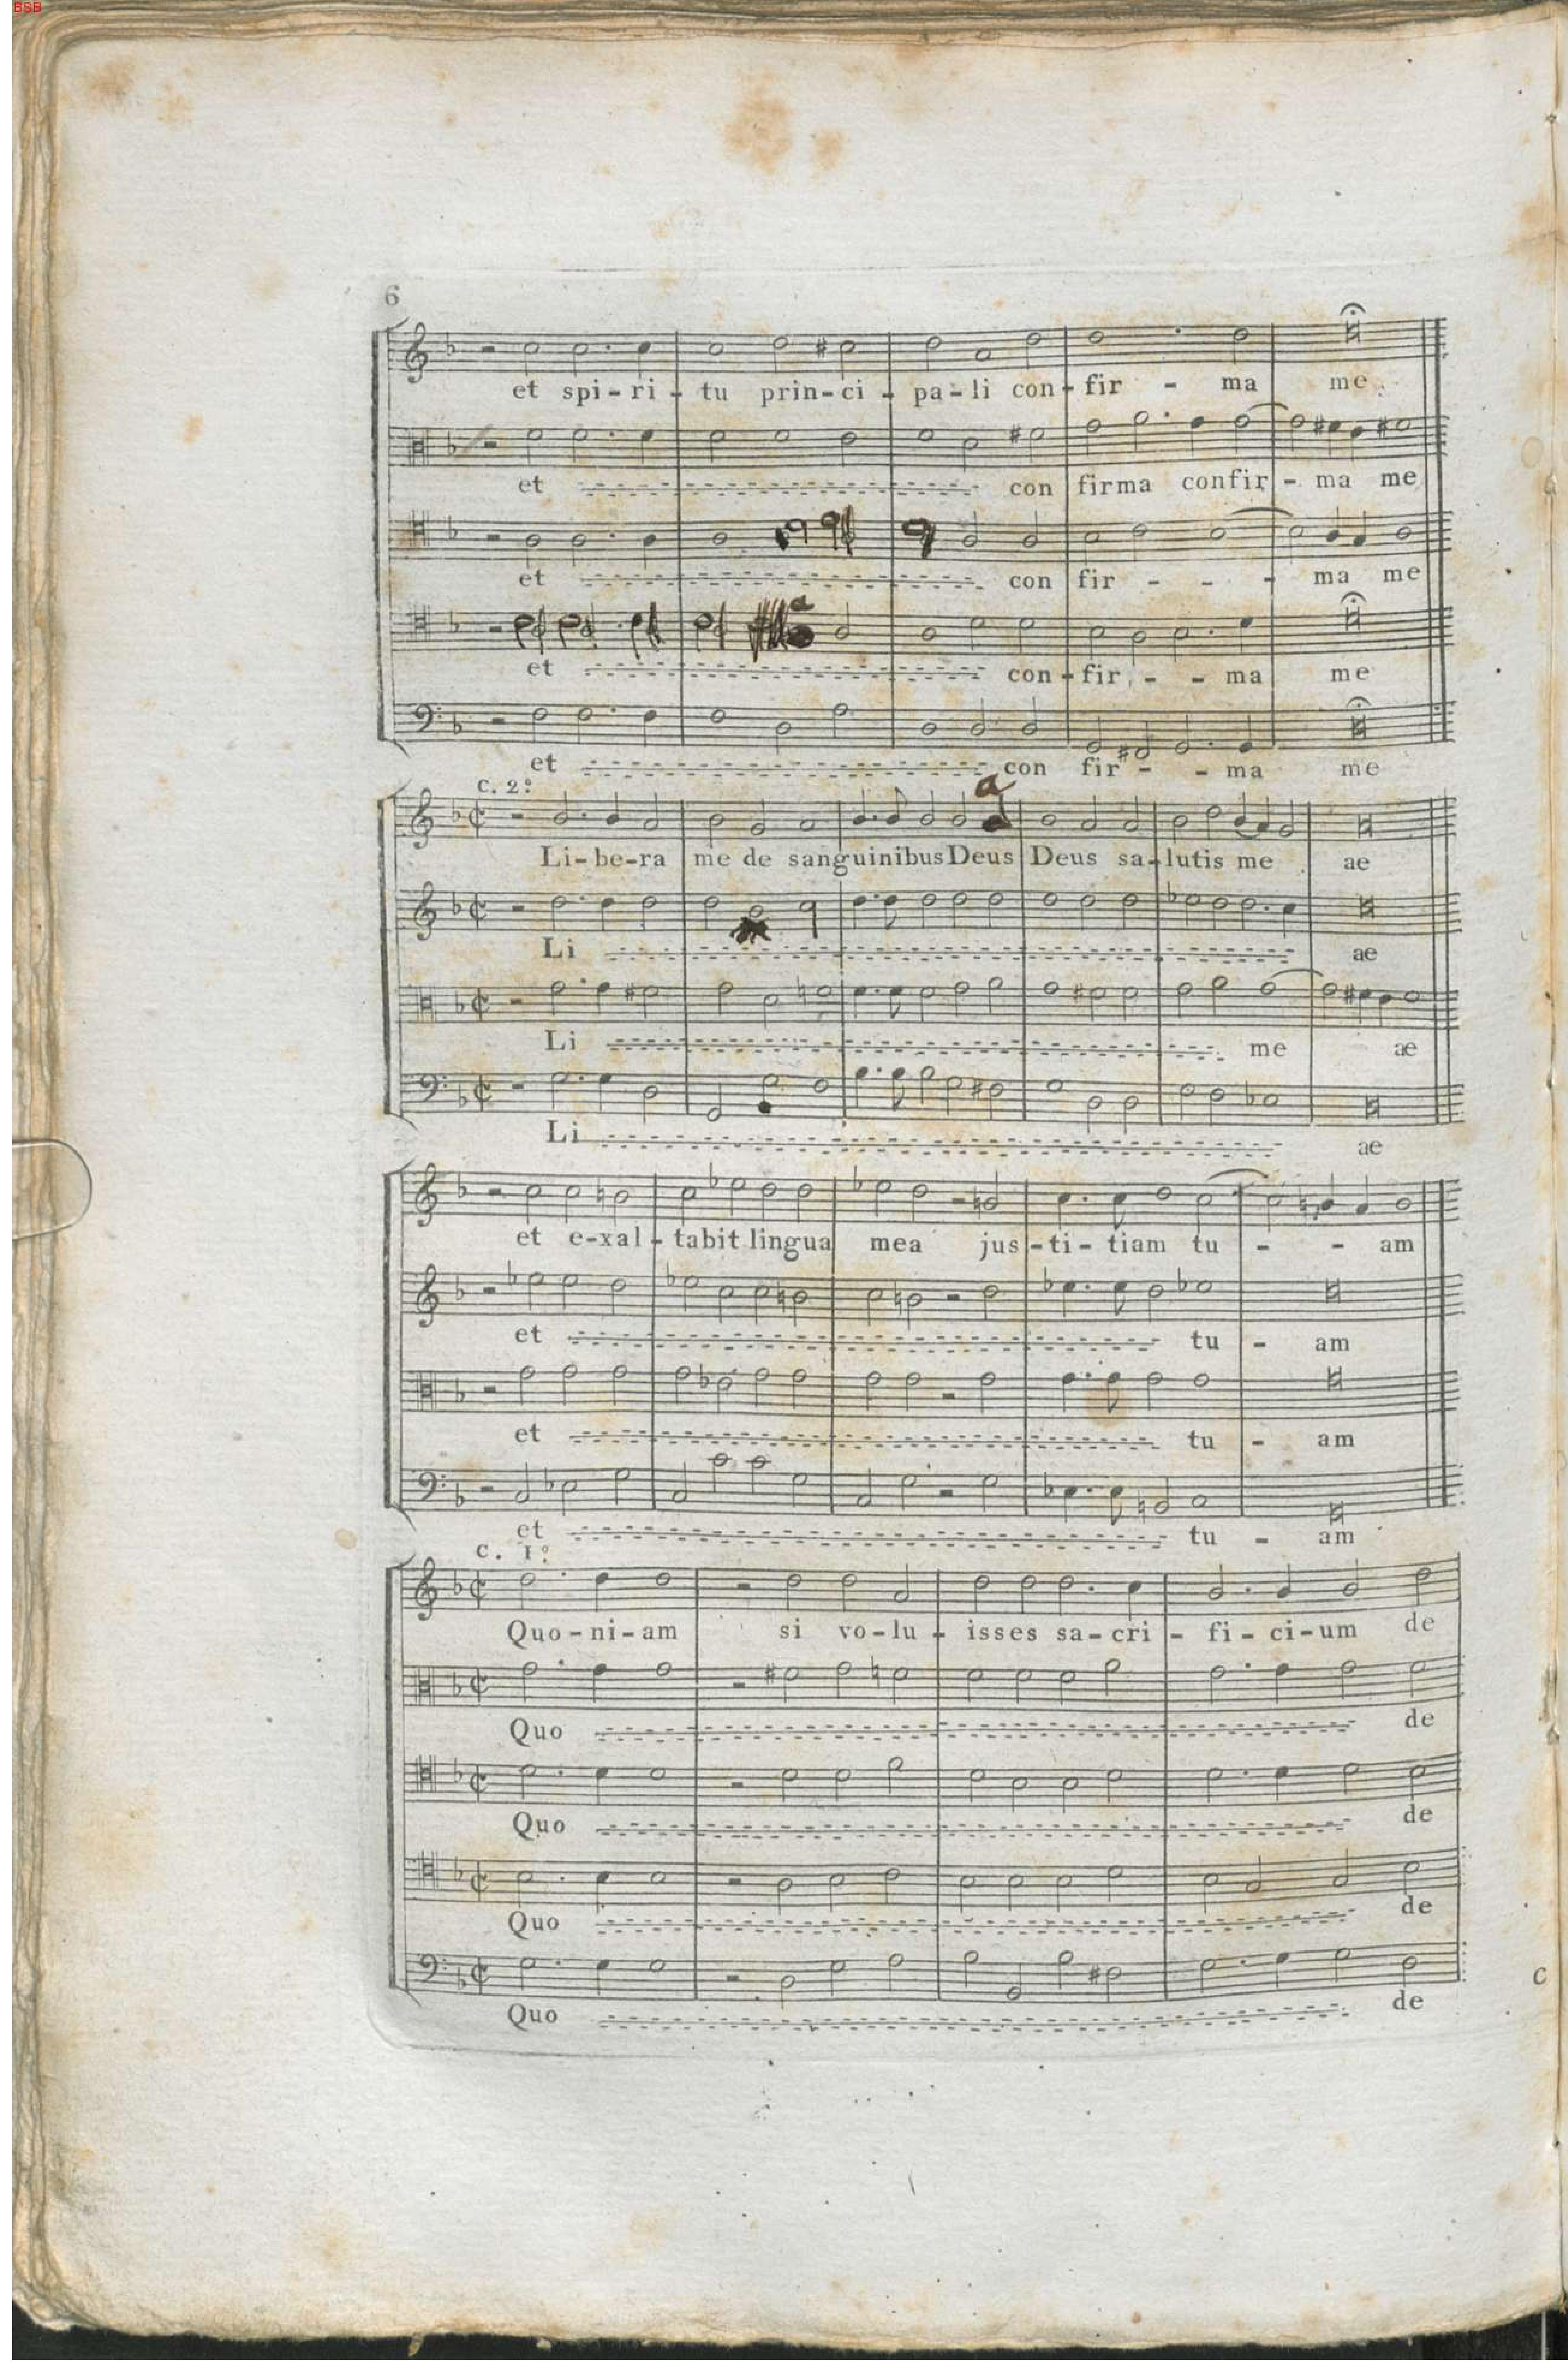 BSB
6
et spi - ri - tu prin - ci - pa - li con - fir - ma me
et con firma confir - ma me
et con fir - - - ma me
et con - fir - - ma me
et con fir - - ma me
C. 2º
a
Li - be - ra me de sanguinibus Deus Deus sa - lutis me ae
Li ae
Li me ae
Li ae
et e - xal - tabit lingua mea jus - ti - tiam tu - - am
et tu - am
et tu - am
et tu - am
C. 1º
Quo - ni - am si vo - lu - isses sa - cri - fi - ci - um de
Quo de
Quo de
Quo de
Quo de
C